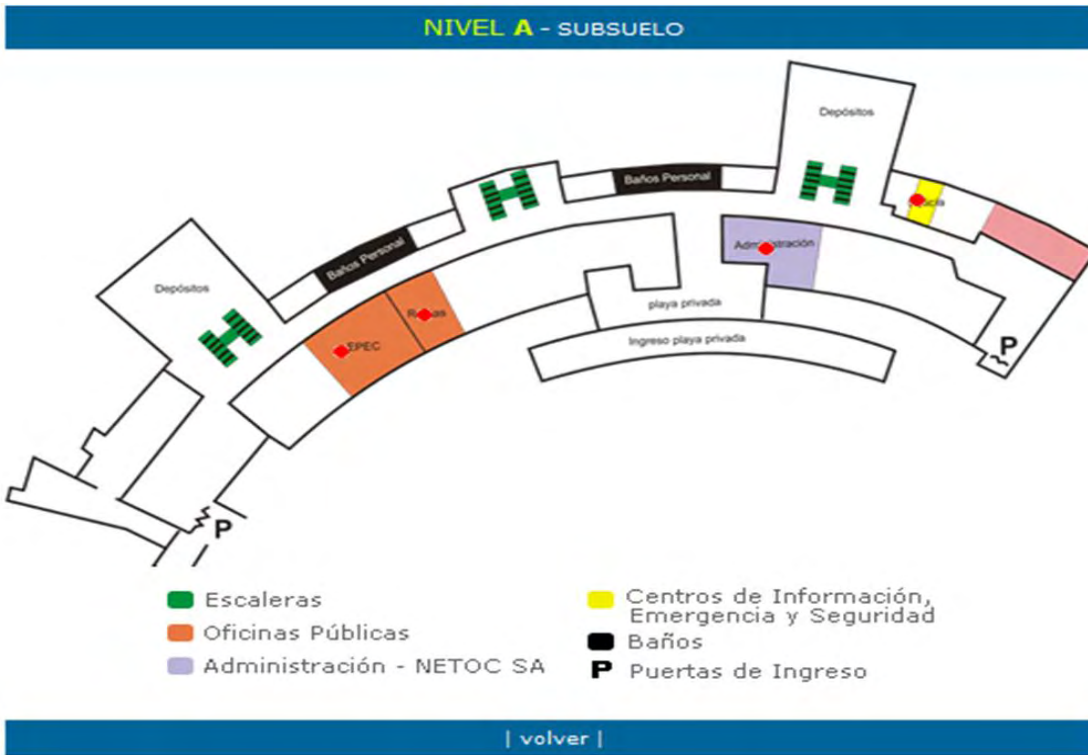 NIVEL A - SUBSUELO
Depósitos
Baños Personal
Administración
Baños Personal
Depósitos
EPEC
playa privada
Ingreso playa privada
P
P
Escaleras
Oficinas Públicas
Administración - NETOC SA
Centros de Información,
Emergencia y Seguridad
Baños
P Puertas de Ingreso
| volver |